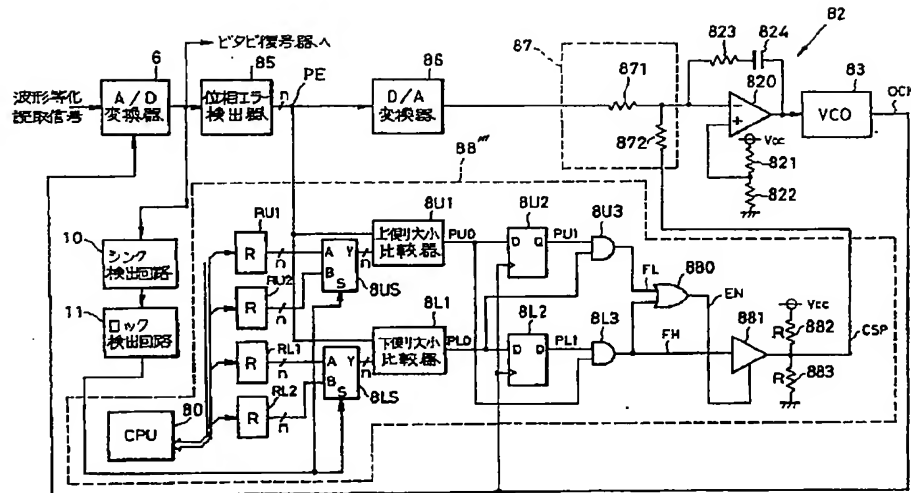 ビタビ復号器へ
82
6
85
PE
86
87
823
824
83
OCK
波形等化
読取信号
A/D
変換器
位相エラー
検出器
n
D/A
変換器
871
872
820
VCO
Vcc
821
822
88'''
10
シンク
検出回路
11
ロック
検出回路
80
CPU
RU1
R
RU2
R
RL1
R
RL2
R
n
n
A
Y
B
S
8US
n
A
Y
B
S
8LS
n
8U1
上側大小
比較器
PU0
8L1
下側大小
比較器
PL0
8U2
D
Q
PU1
8L2
D
PL1
8U3
8L3
FL
FH
880
EN
881
Vcc
R
882
R
883
CSP